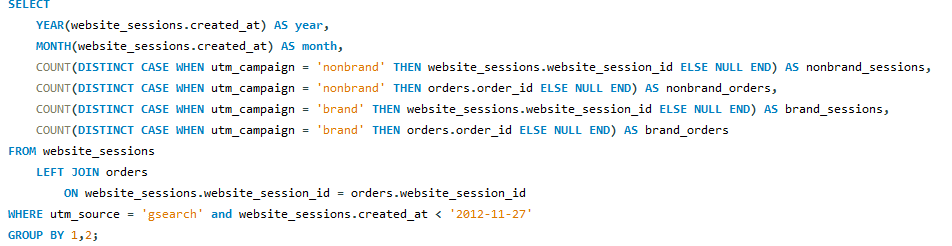 SELECT
YEAR(website_sessions.created_at) AS year,
MONTH(website_sessions.created_at) AS month,
COUNT(DISTINCT CASE WHEN utm_campaign = 'nonbrand' THEN website_sessions.website_session_id ELSE NULL END) AS nonbrand_sessions,
COUNT(DISTINCT CASE WHEN utm_campaign = 'nonbrand' THEN orders.order_id ELSE NULL END) AS nonbrand_orders,
COUNT(DISTINCT CASE WHEN utm_campaign = 'brand' THEN website_sessions.website_session_id ELSE NULL END) AS brand_sessions,
COUNT(DISTINCT CASE WHEN utm_campaign = 'brand' THEN orders.order_id ELSE NULL END) AS brand_orders
FROM website_sessions
LEFT JOIN orders
ON website_sessions.website_session_id = orders.website_session_id
WHERE utm_source = 'gsearch' and website_sessions.created_at < '2012-11-27'
GROUP BY 1,2;